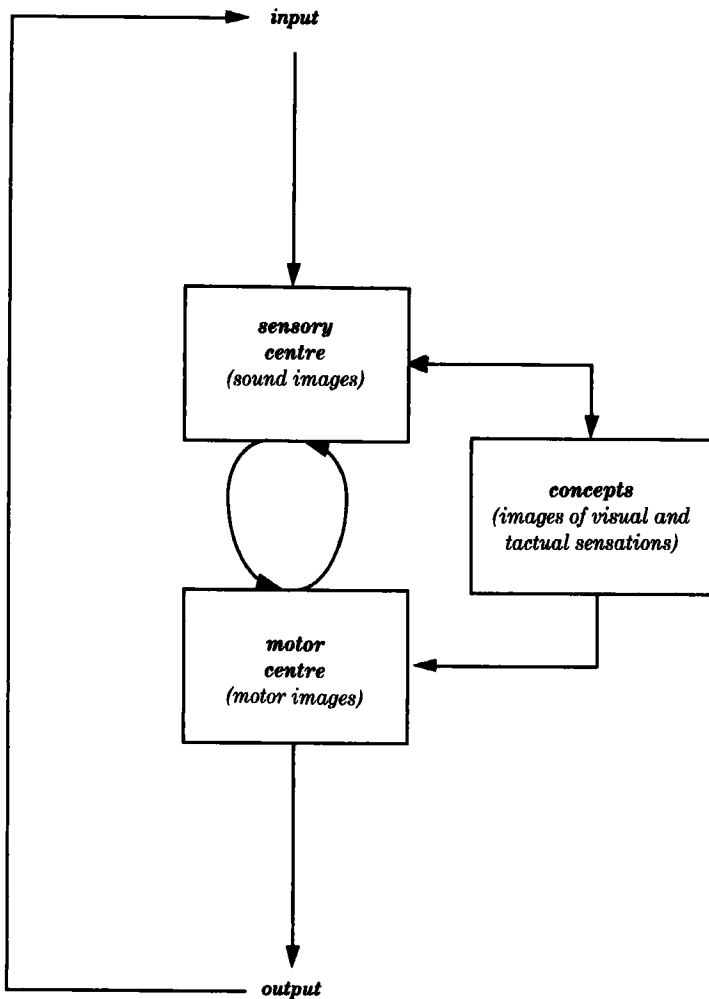 input
sensory
centre
(sound images)
concepts
(images of visual and
tactual sensations)
motor
centre
(motor images)
output